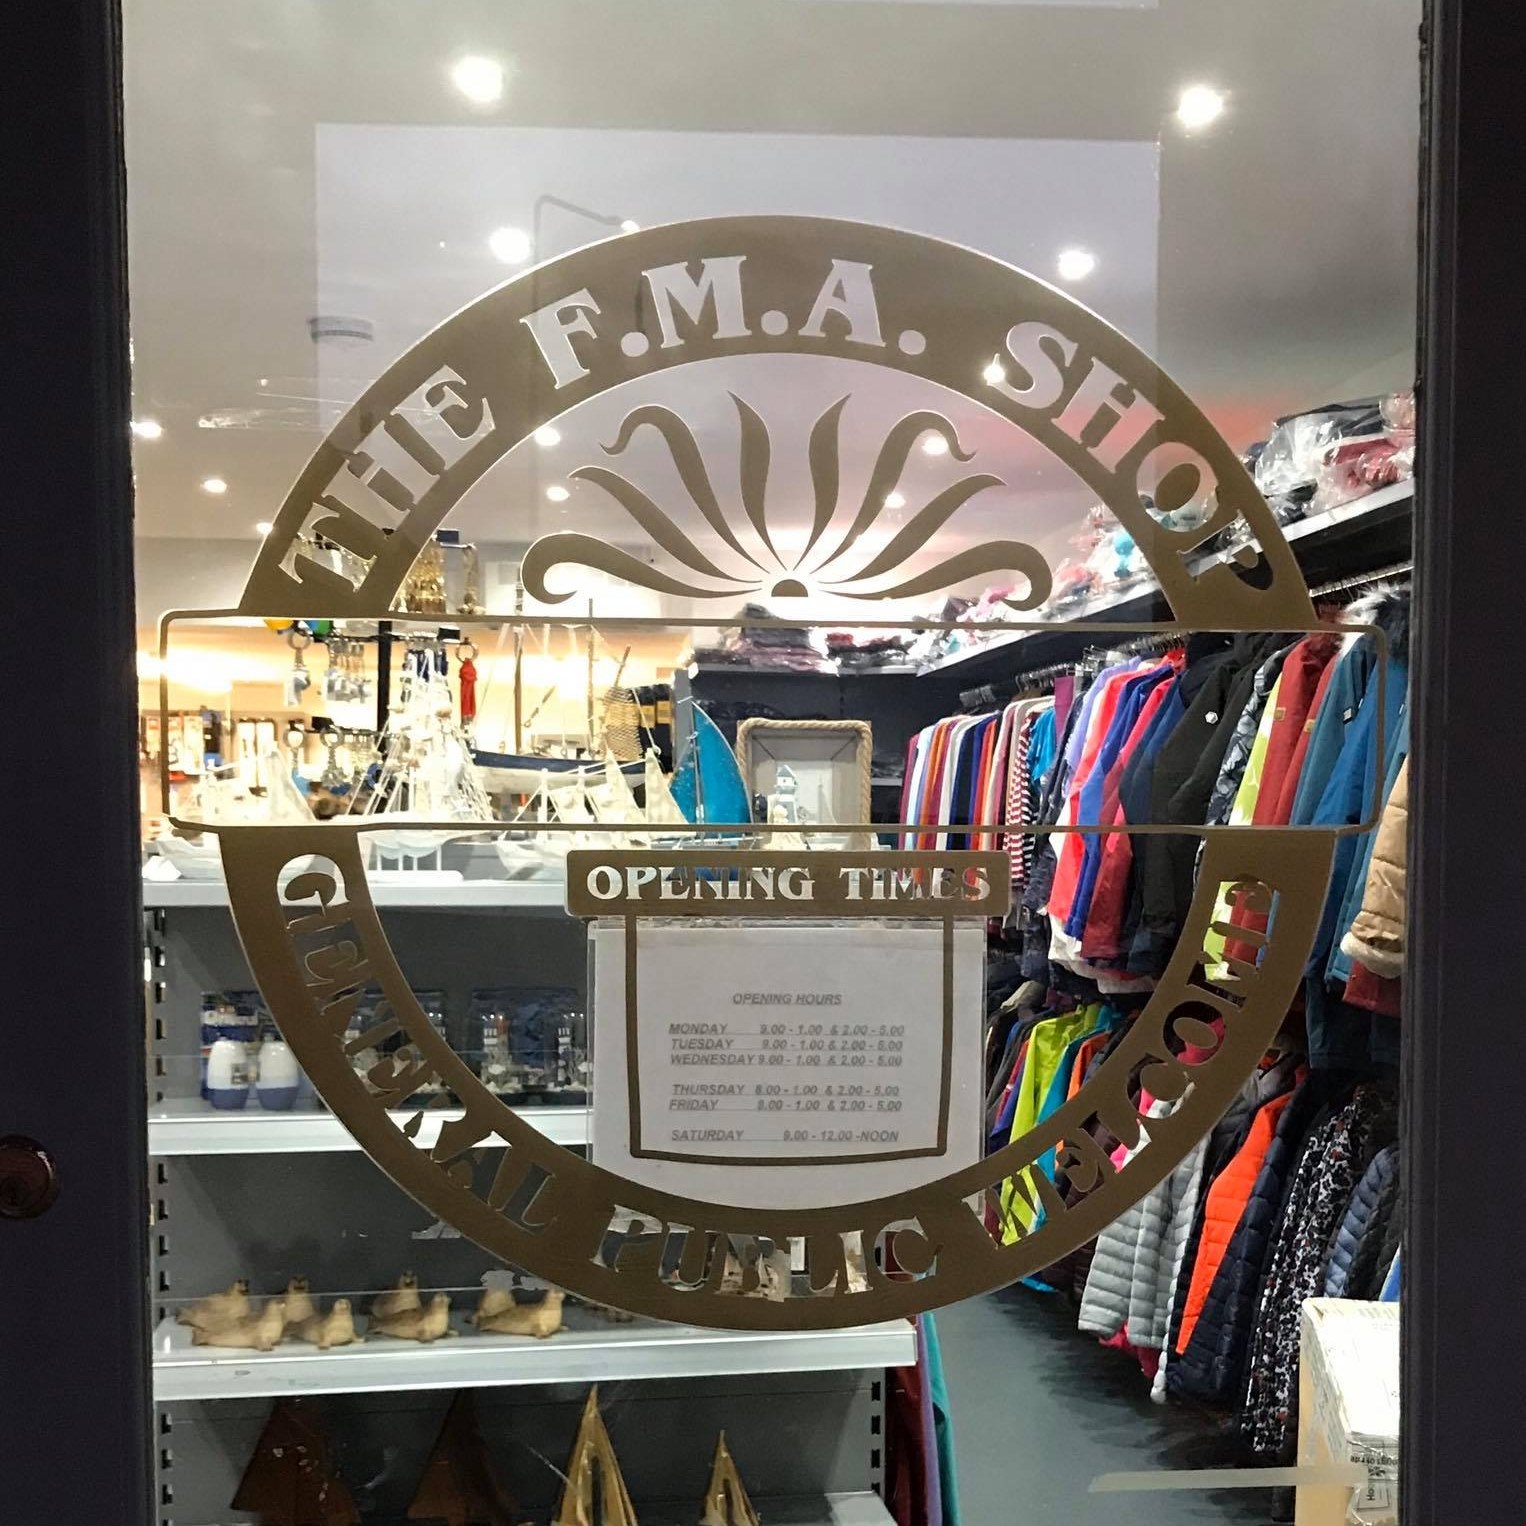 THE F.M.A. SHOP
OPENING TIMES
OPENING HOURS
MONDAY 9.00 - 1.00 & 2.00 - 5.00
TUESDAY 9.00 - 1.00 & 2.00 - 5.00
WEDNESDAY 9.00 - 1.00 & 2.00 - 5.00
THURSDAY 8.00 - 1.00 & 2.00 - 5.00
FRIDAY 8.00 - 1.00 & 2.00 - 5.00
SATURDAY 9.00 - 12.00 -NOON
GENERAL PUBLIC WELCOME